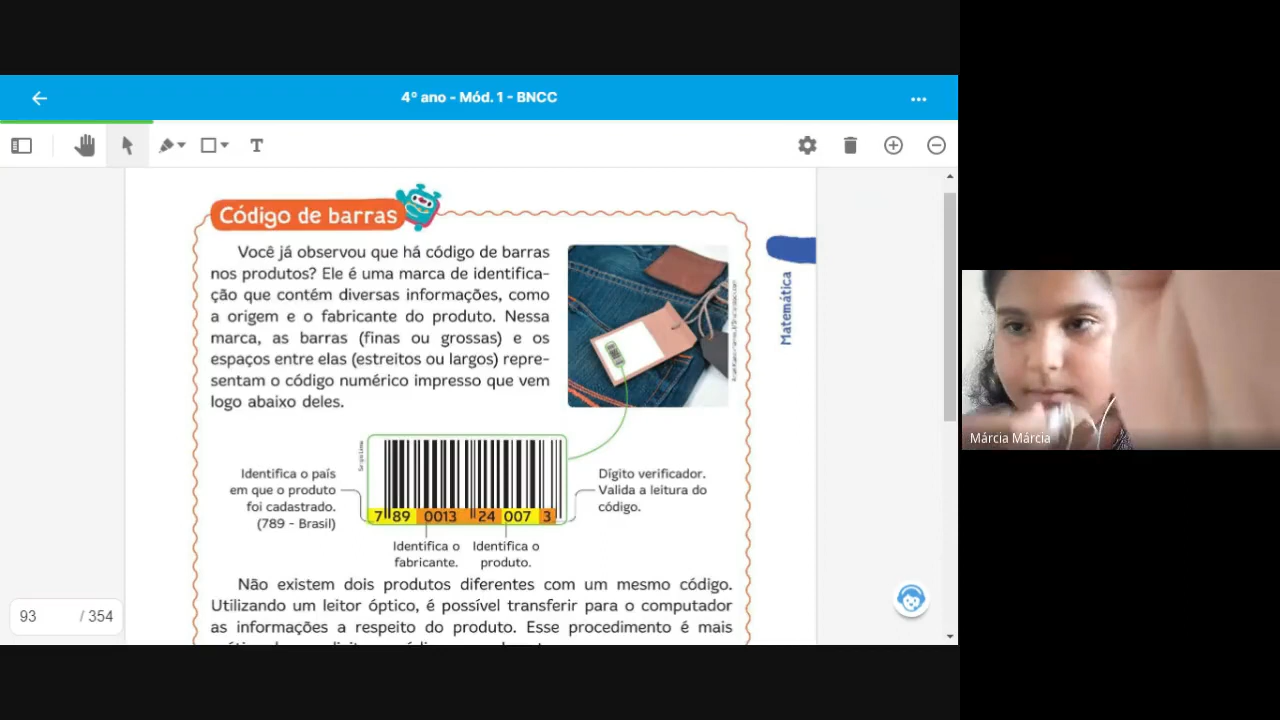 4º ano - Mód. 1 - BNCC
T
Código de barras
Você já observou que há código de barras
nos produtos? Ele é uma marca de identifica-
ção que contém diversas informações, como
a origem e o fabricante do produto. Nessa
marca, as barras (finas ou grossas) e os
espaços entre elas (estreitos ou largos) repre-
sentam o código numérico impresso que vem
logo abaixo deles.
Matemática
Identifica o país
em que o produto
foi cadastrado.
(789 - Brasil)
7 89 0013 24 007 3
Dígito verificador.
Valida a leitura do
código.
Identifica o
fabricante.
Identifica o
produto.
Não existem dois produtos diferentes com um mesmo código.
Utilizando um leitor óptico, é possível transferir para o computador
as informações a respeito do produto. Esse procedimento é mais
93 / 354
Márcia Márcia